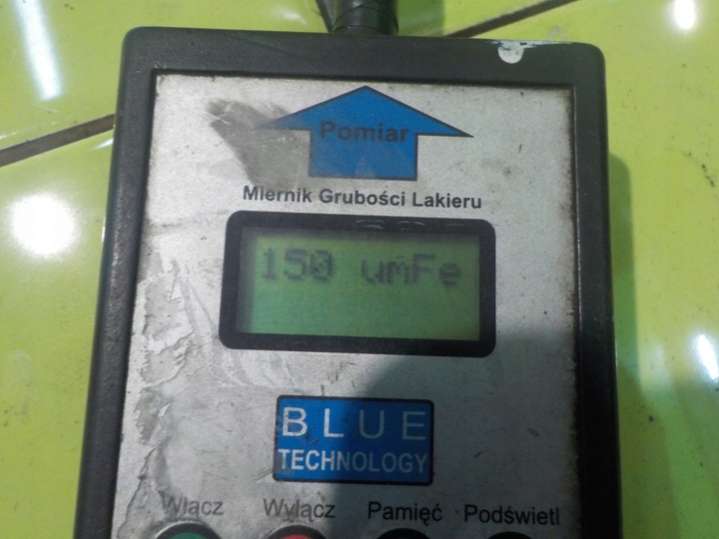 Pomiar
Miernik Grubości Lakieru
150 umFe
BLUE
TECHNOLOGY
Włącz Wyłącz Pamięć Podświetl